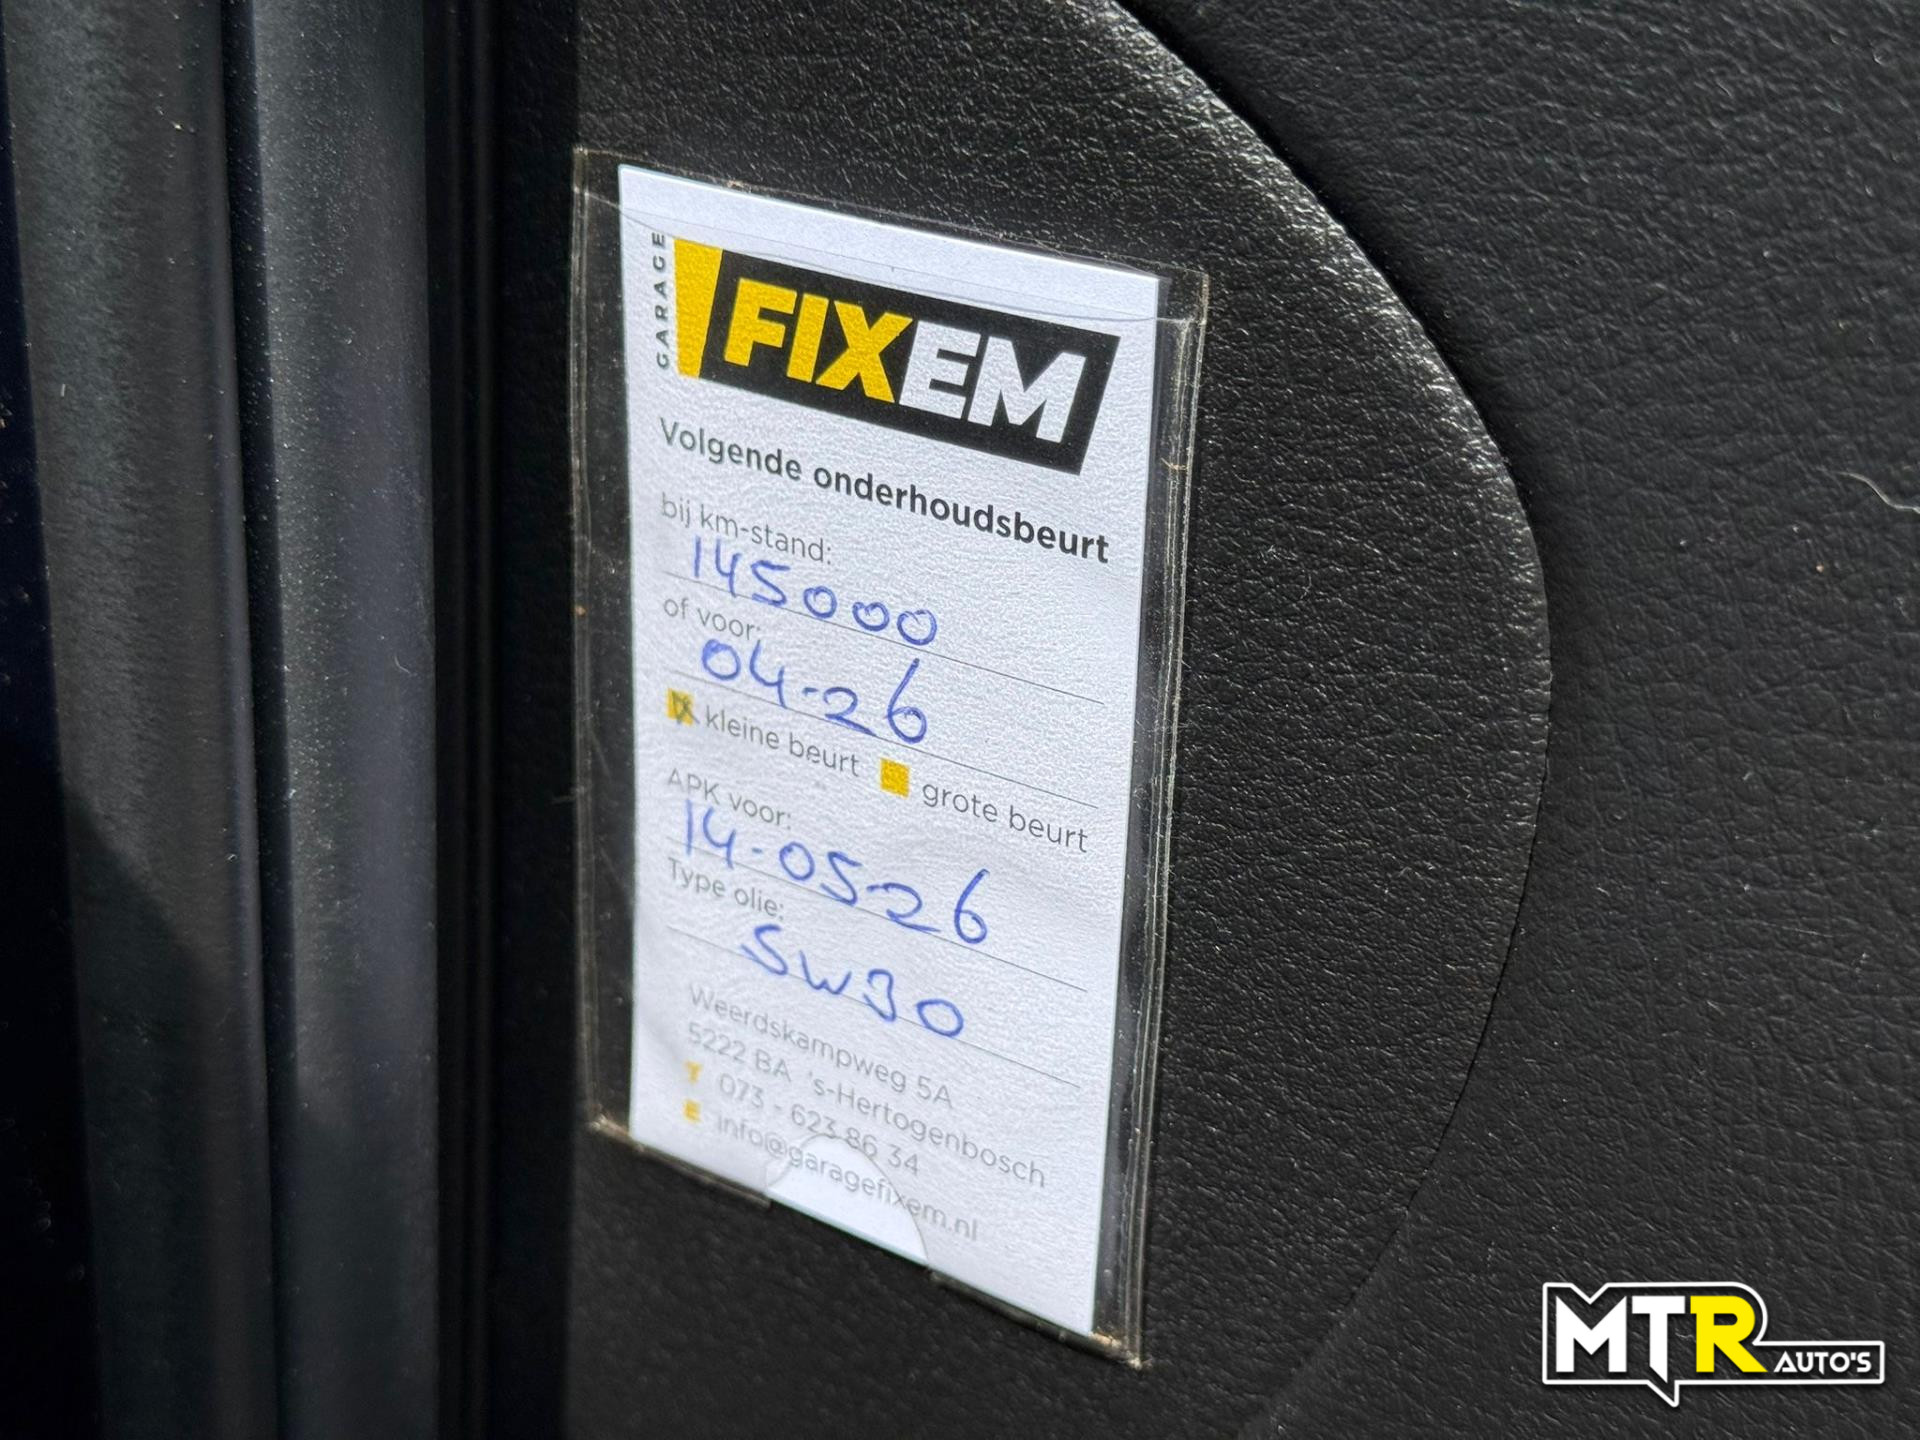 GARAGE
FIXEM
Volgende onderhoudsbeurt
bij km-stand:
145000
of voor:
04-26
kleine beurt grote beurt
APK voor:
14-05-26
Type olie:
5W30
Weerdskampweg 5A
5222 BA 's-Hertogenbosch
T 073 - 623 86 34
E info@garagefixem.nl
MTR AUTO'S